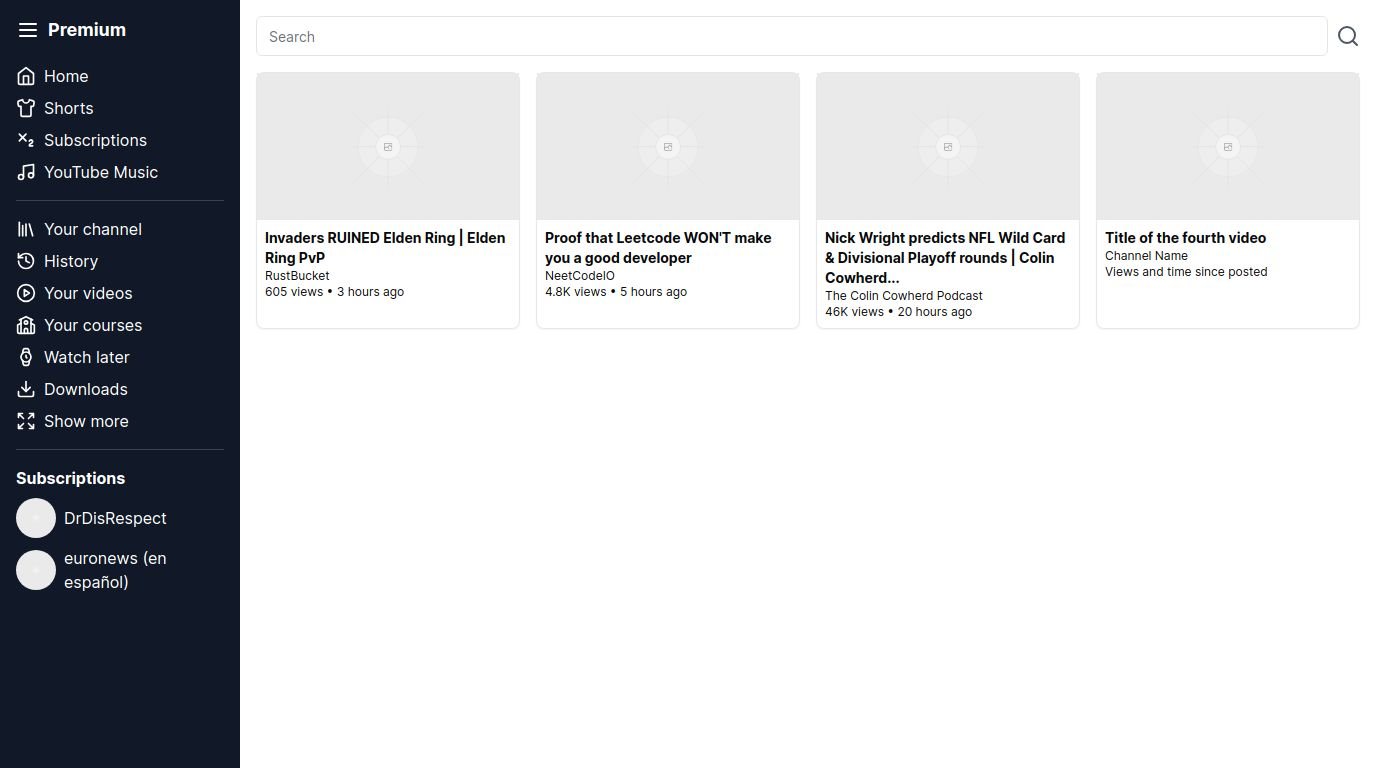 Premium
Home
Shorts
Subscriptions
YouTube Music
Your channel
History
Your videos
Your courses
Watch later
Downloads
Show more
Subscriptions
DrDisRespect
euronews (en
español)
Search
Invaders RUINED Elden Ring | Elden
Ring PvP
RustBucket
605 views • 3 hours ago
Proof that Leetcode WON'T make
you a good developer
NeetCodeIO
4.8K views • 5 hours ago
Nick Wright predicts NFL Wild Card
& Divisional Playoff rounds | Colin
Cowherd...
The Colin Cowherd Podcast
46K views • 20 hours ago
Title of the fourth video
Channel Name
Views and time since posted